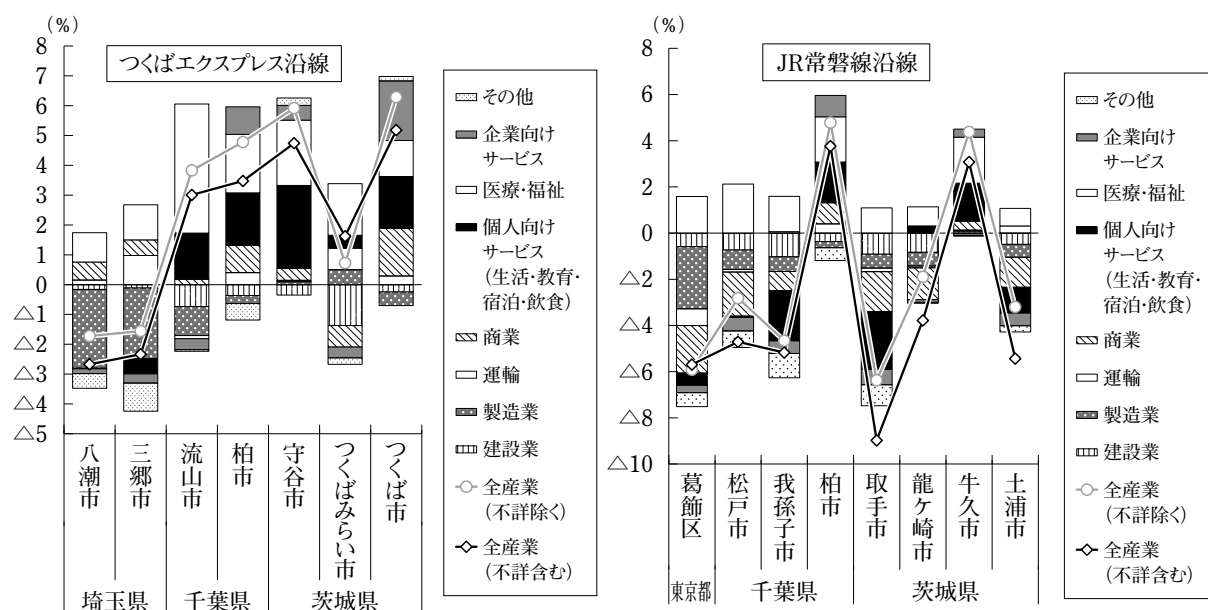 (%)
8
7
6
5
4
3
2
1
0
△1
△2
△3
△4
△5
つくばエクスプレス沿線
八潮市
三郷市
流山市
柏市
守谷市
つくばみらい市
つくば市
埼玉県
千葉県
茨城県
その他
企業向け
サービス
医療・福祉
個人向け
サービス
(生活・教育・
宿泊・飲食)
商業
運輸
製造業
建設業
全産業
(不詳除く)
全産業
(不詳含む)
(%)
8
6
4
2
0
△2
△4
△6
△8
△10
JR常磐線沿線
葛飾区
松戸市
我孫子市
柏市
取手市
龍ケ崎市
牛久市
土浦市
東京都
千葉県
茨城県
その他
企業向け
サービス
医療・福祉
個人向け
サービス
(生活・教育・
宿泊・飲食)
商業
運輸
製造業
建設業
全産業
(不詳除く)
全産業
(不詳含む)